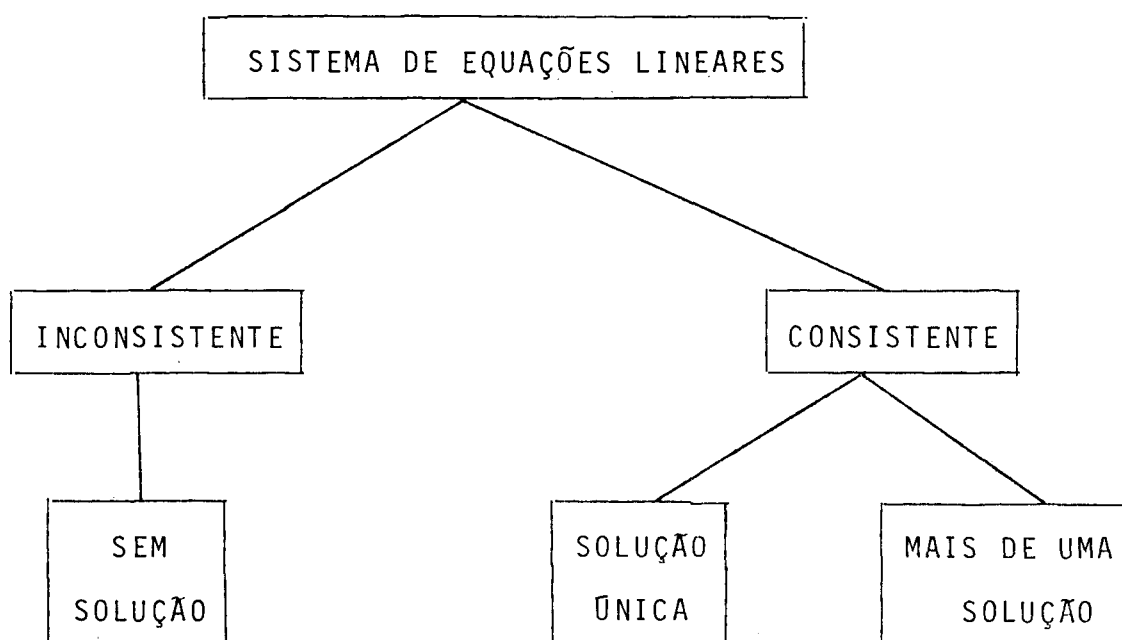 SISTEMA DE EQUAÇÕES LINEARES
INCONSISTENTE
CONSISTENTE
SEM
SOLUÇÃO
SOLUÇÃO
ÚNICA
MAIS DE UMA
SOLUÇÃO